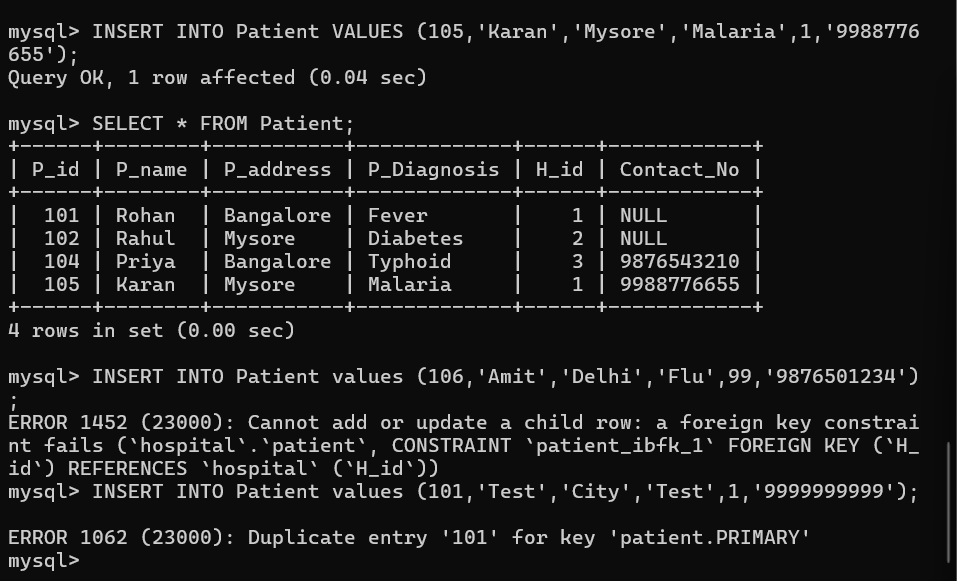 mysql> INSERT INTO Patient VALUES (105,'Karan','Mysore','Malaria',1,'9988776
655');
Query OK, 1 row affected (0.04 sec)
mysql> SELECT * FROM Patient;
+------+--------+-----------+-------------+------+------------+
| P_id | P_name | P_address | P_Diagnosis | H_id | Contact_No |
+------+--------+-----------+-------------+------+------------+
|  101 | Rohan  | Bangalore | Fever       |    1 | NULL       |
|  102 | Rahul  | Mysore    | Diabetes    |    2 | NULL       |
|  104 | Priya  | Bangalore | Typhoid     |    3 | 9876543210 |
|  105 | Karan  | Mysore    | Malaria     |    1 | 9988776655 |
+------+--------+-----------+-------------+------+------------+
4 rows in set (0.00 sec)
mysql> INSERT INTO Patient values (106,'Amit','Delhi','Flu',99,'9876501234')
;
ERROR 1452 (23000): Cannot add or update a child row: a foreign key constrai
nt fails (`hospital`.`patient`, CONSTRAINT `patient_ibfk_1` FOREIGN KEY (`H_
id`) REFERENCES `hospital` (`H_id`))
mysql> INSERT INTO Patient values (101,'Test','City','Test',1,'9999999999');
ERROR 1062 (23000): Duplicate entry '101' for key 'patient.PRIMARY'
mysql>